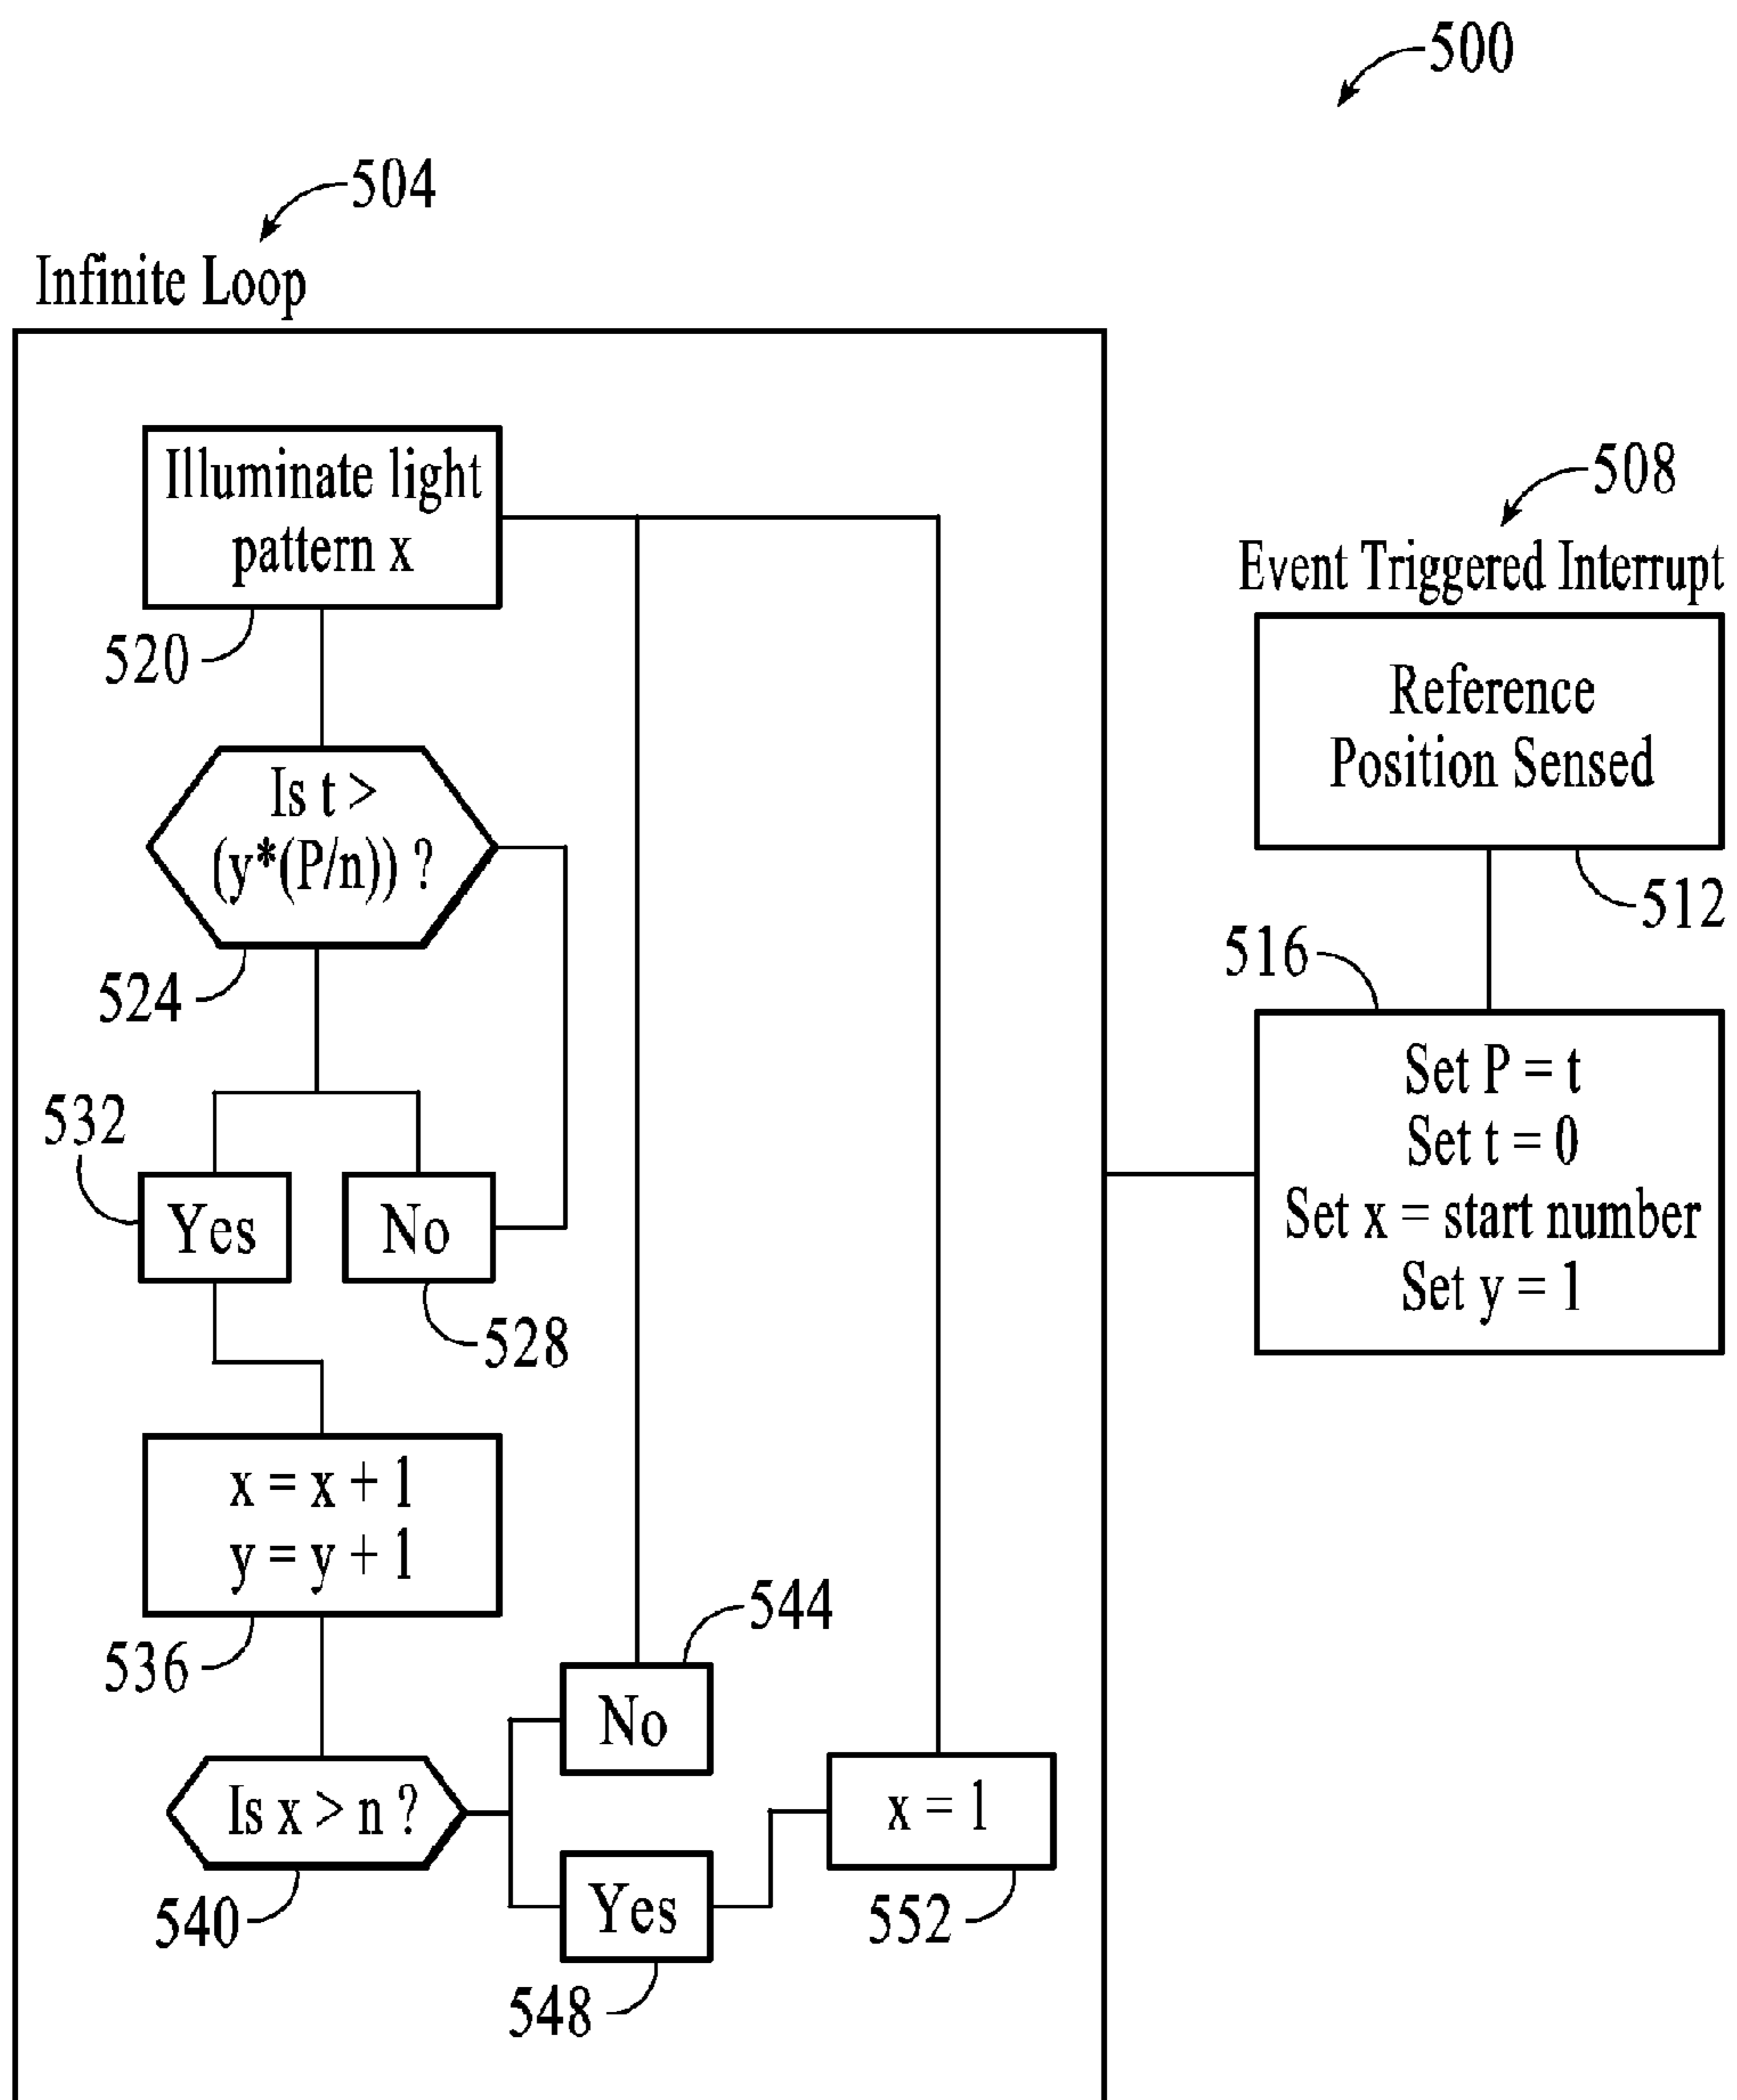 500
504
Infinite Loop
Illuminate light
pattern x
520
Is t >
(y*(P/n)) ?
524
532
Yes
No
528
x = x + 1
y = y + 1
536
544
No
Is x > n ?
540
Yes
548
x = 1
552
508
Event Triggered Interrupt
Reference
Position Sensed
512
516
Set P = t
Set t = 0
Set x = start number
Set y = 1